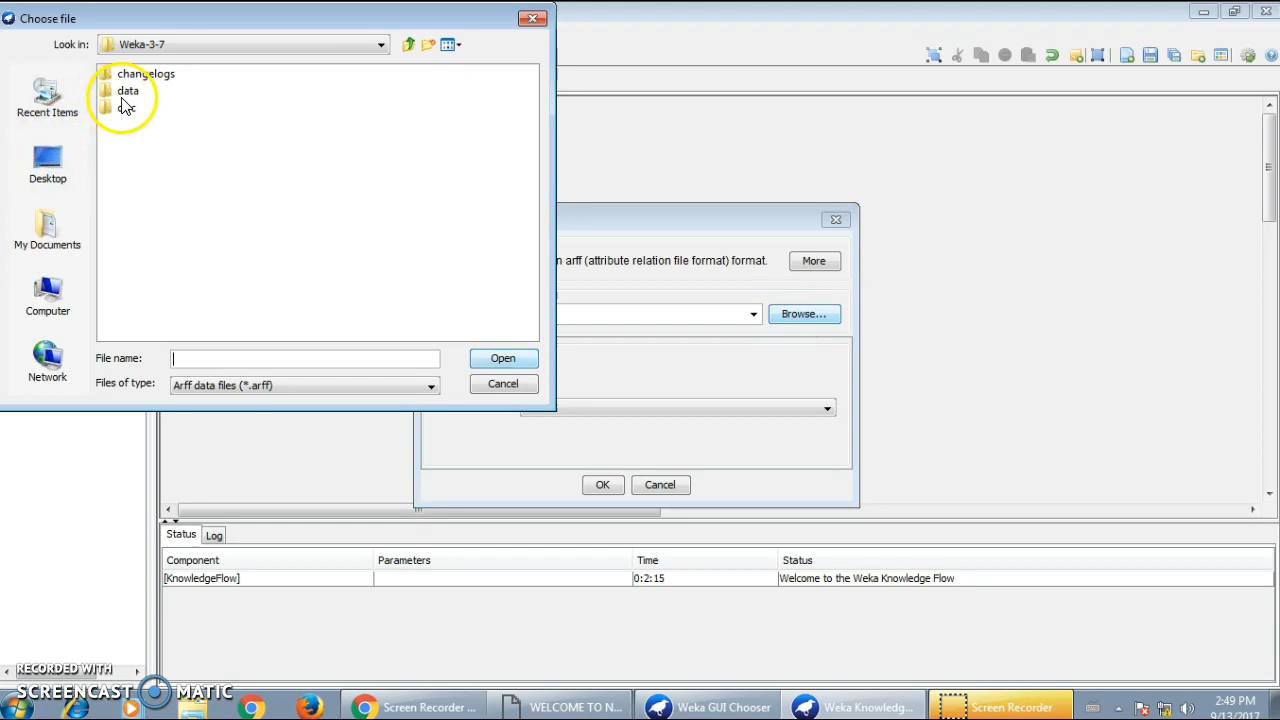 Choose file
Look in:
Weka-3-7
changelogs
data
Recent Items
Desktop
My Documents
Computer
Network
File name:
Open
Files of type:
Arff data files (*.arff)
Cancel
n arff (attribute relation file format) format.
More
Browse...
OK
Cancel
Status
Log
Component
Parameters
Time
Status
[KnowledgeFlow]
0:2:15
Welcome to the Weka Knowledge Flow
RECORDED WITH
SCREENCAST MATIC
Screen Recorder ...
WELCOME TO N...
Weka GUI Chooser
Weka Knowledg...
Screen Recorder
2:49 PM
9/13/2017